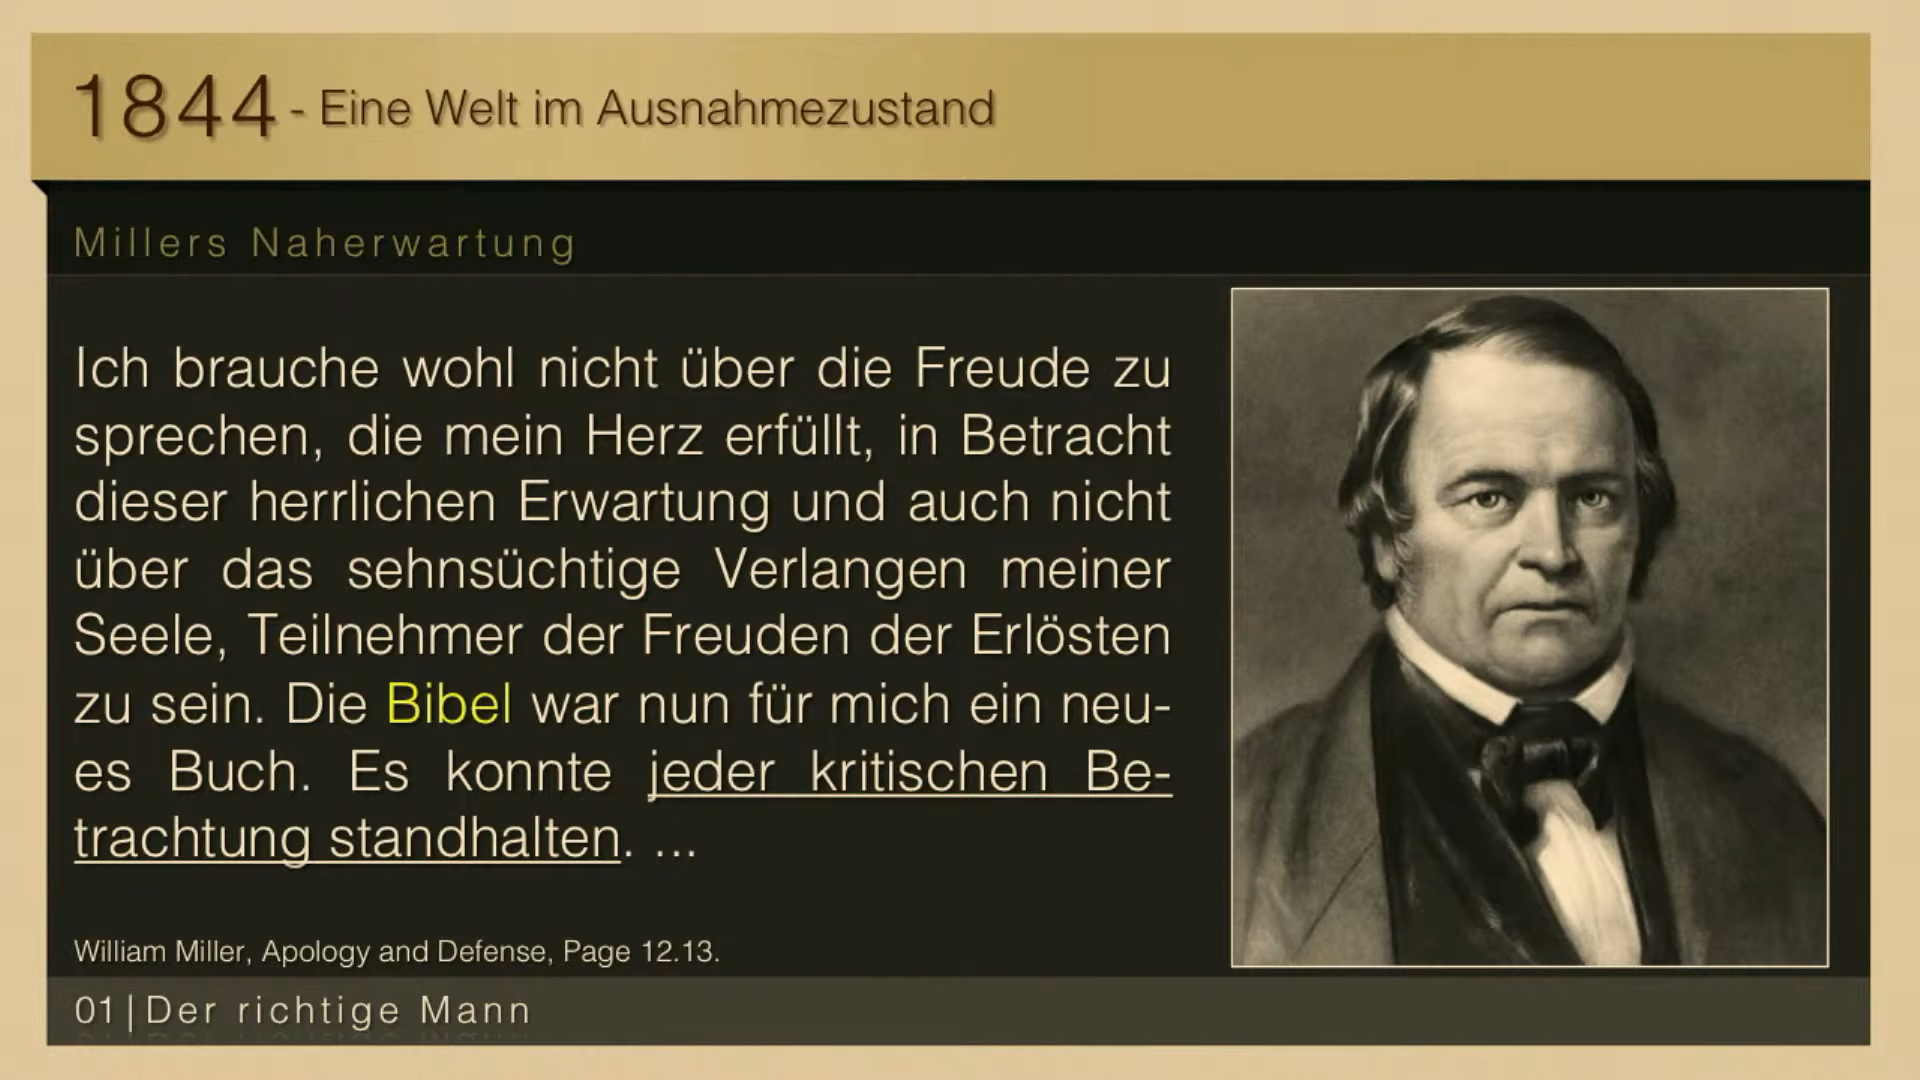 1844 - Eine Welt im Ausnahmezustand
Millers Naherwartung
Ich brauche wohl nicht über die Freude zu
sprechen, die mein Herz erfüllt, in Betracht
dieser herrlichen Erwartung und auch nicht
über das sehnsüchtige Verlangen meiner
Seele, Teilnehmer der Freuden der Erlösten
zu sein. Die Bibel war nun für mich ein neu-
es Buch. Es konnte jeder kritischen Be-
trachtung standhalten. ...
William Miller, Apology and Defense, Page 12.13.
01|Der richtige Mann